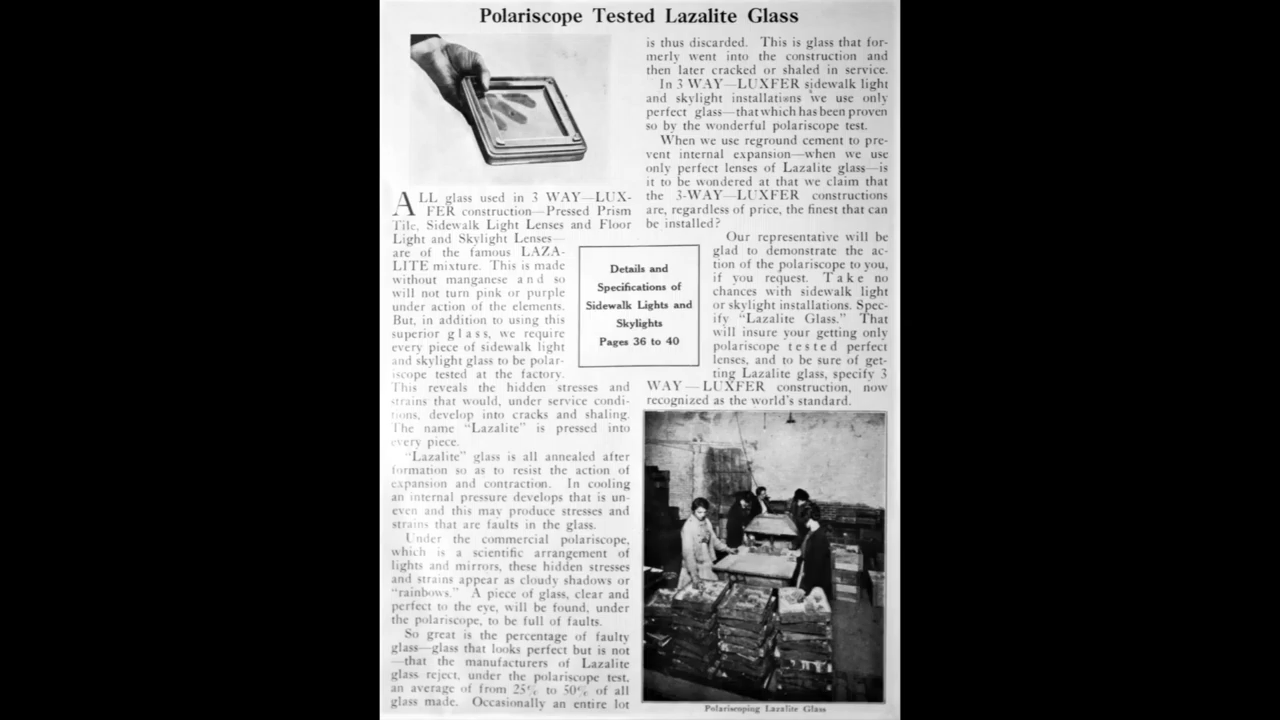 Polariscope Tested Lazalite Glass
ALL glass used in 3 WAY—LUX-
FER construction—Pressed Prism
Tile, Sidewalk Light Lenses and Floor
Light and Skylight Lenses—
are of the famous LAZA-
LITE mixture. This is made
without manganese and so
will not turn pink or purple
under action of the elements.
But, in addition to using this
superior glass, we require
every piece of sidewalk light
and skylight glass to be polar-
iscope tested at the factory.
This reveals the hidden stresses and
strains that would, under service condi-
tions, develop into cracks and shaling.
The name "Lazalite" is pressed into
every piece.
"Lazalite" glass is all annealed after
formation so as to resist the action of
expansion and contraction. In cooling
an internal pressure develops that is un-
even and this may produce stresses and
strains that are faults in the glass.
Under the commercial polariscope,
which is a scientific arrangement of
lights and mirrors, these hidden stresses
and strains appear as cloudy shadows or
"rainbows." A piece of glass, clear and
perfect to the eye, will be found, under
the polariscope, to be full of faults.
So great is the percentage of faulty
glass—glass that looks perfect but is not
—that the manufacturers of Lazalite
glass reject, under the polariscope test,
an average of from 25% to 50% of all
glass made. Occasionally an entire lot
is thus discarded. This is glass that for-
merly went into the construction and
then later cracked or shaled in service.
In 3 WAY—LUXFER sidewalk light
and skylight installations we use only
perfect glass—that which has been proven
so by the wonderful polariscope test.
When we use reground cement to pre-
vent internal expansion—when we use
only perfect lenses of Lazalite glass—is
it to be wondered at that we claim that
the 3-WAY—LUXFER constructions
are, regardless of price, the finest that can
be installed?
Our representative will be
glad to demonstrate the ac-
tion of the polariscope to you,
if you request. Take no
chances with sidewalk light
or skylight installations. Spec-
ify "Lazalite Glass." That
will insure your getting only
polariscope tested perfect
lenses, and to be sure of get-
ting Lazalite glass, specify 3
WAY—LUXFER construction, now
recognized as the world's standard.
Details and
Specifications of
Sidewalk Lights and
Skylights
Pages 36 to 40
Polariscoping Lazalite Glass